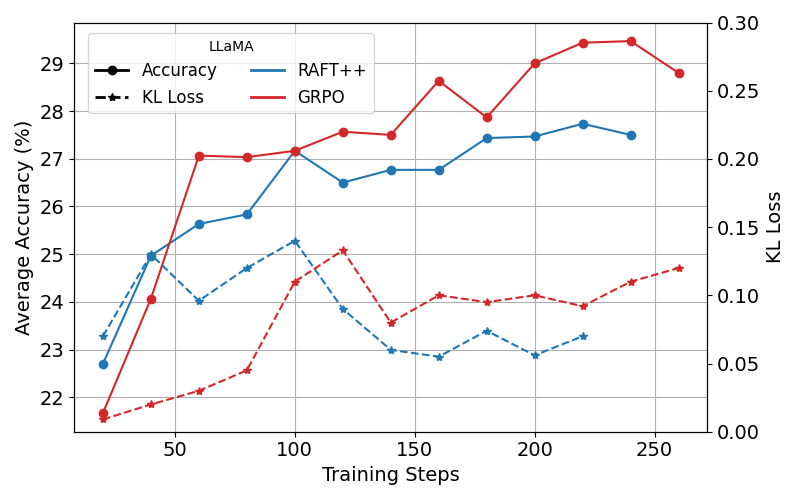 LLaMA
Accuracy
KL Loss
RAFT++
GRPO
Average Accuracy (%)
29
28
27
26
25
24
23
22
KL Loss
0.30
0.25
0.20
0.15
0.10
0.05
0.00
50
100
150
200
250
Training Steps